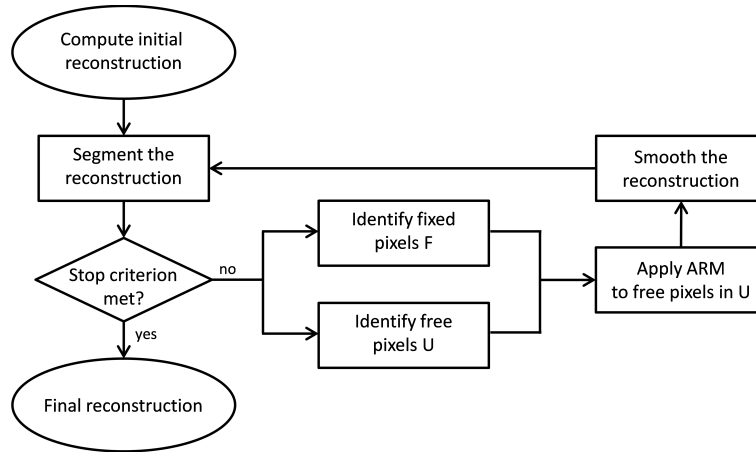 Compute initial
reconstruction
Segment the
reconstruction
Smooth the
reconstruction
Identify fixed
pixels F
Stop criterion
met?
no
Apply ARM
to free pixels in U
Identify free
pixels U
yes
Final reconstruction